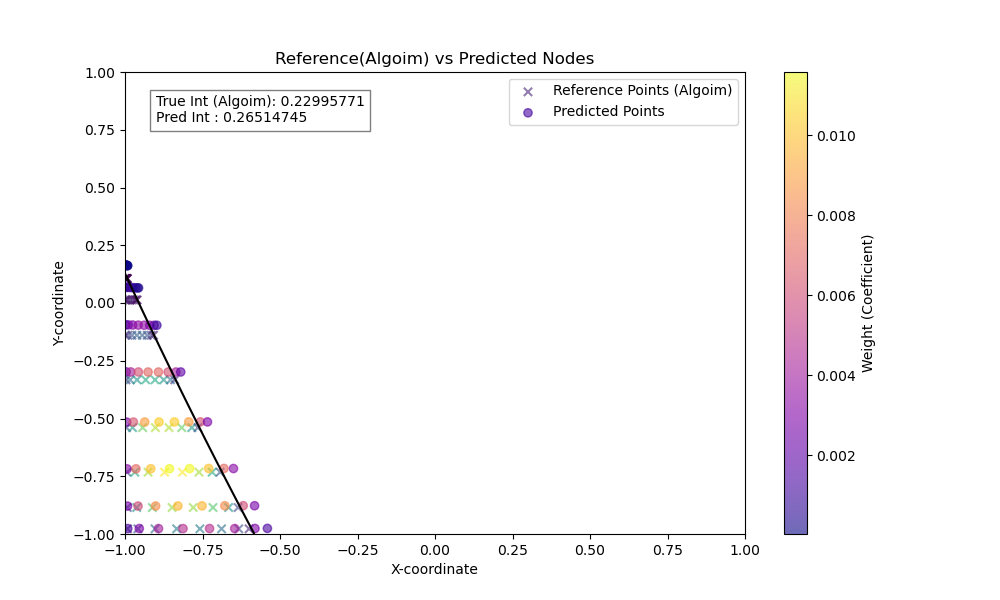 Reference(Algoim) vs Predicted Nodes
True Int (Algoim): 0.22995771
Pred Int : 0.26514745
Reference Points (Algoim)
Predicted Points
1.00
0.75
0.50
0.25
0.00
−0.25
−0.50
−0.75
−1.00
Y-coordinate
−1.00 −0.75 −0.50 −0.25 0.00 0.25 0.50 0.75 1.00
X-coordinate
0.010
0.008
0.006
0.004
0.002
Weight (Coefficient)